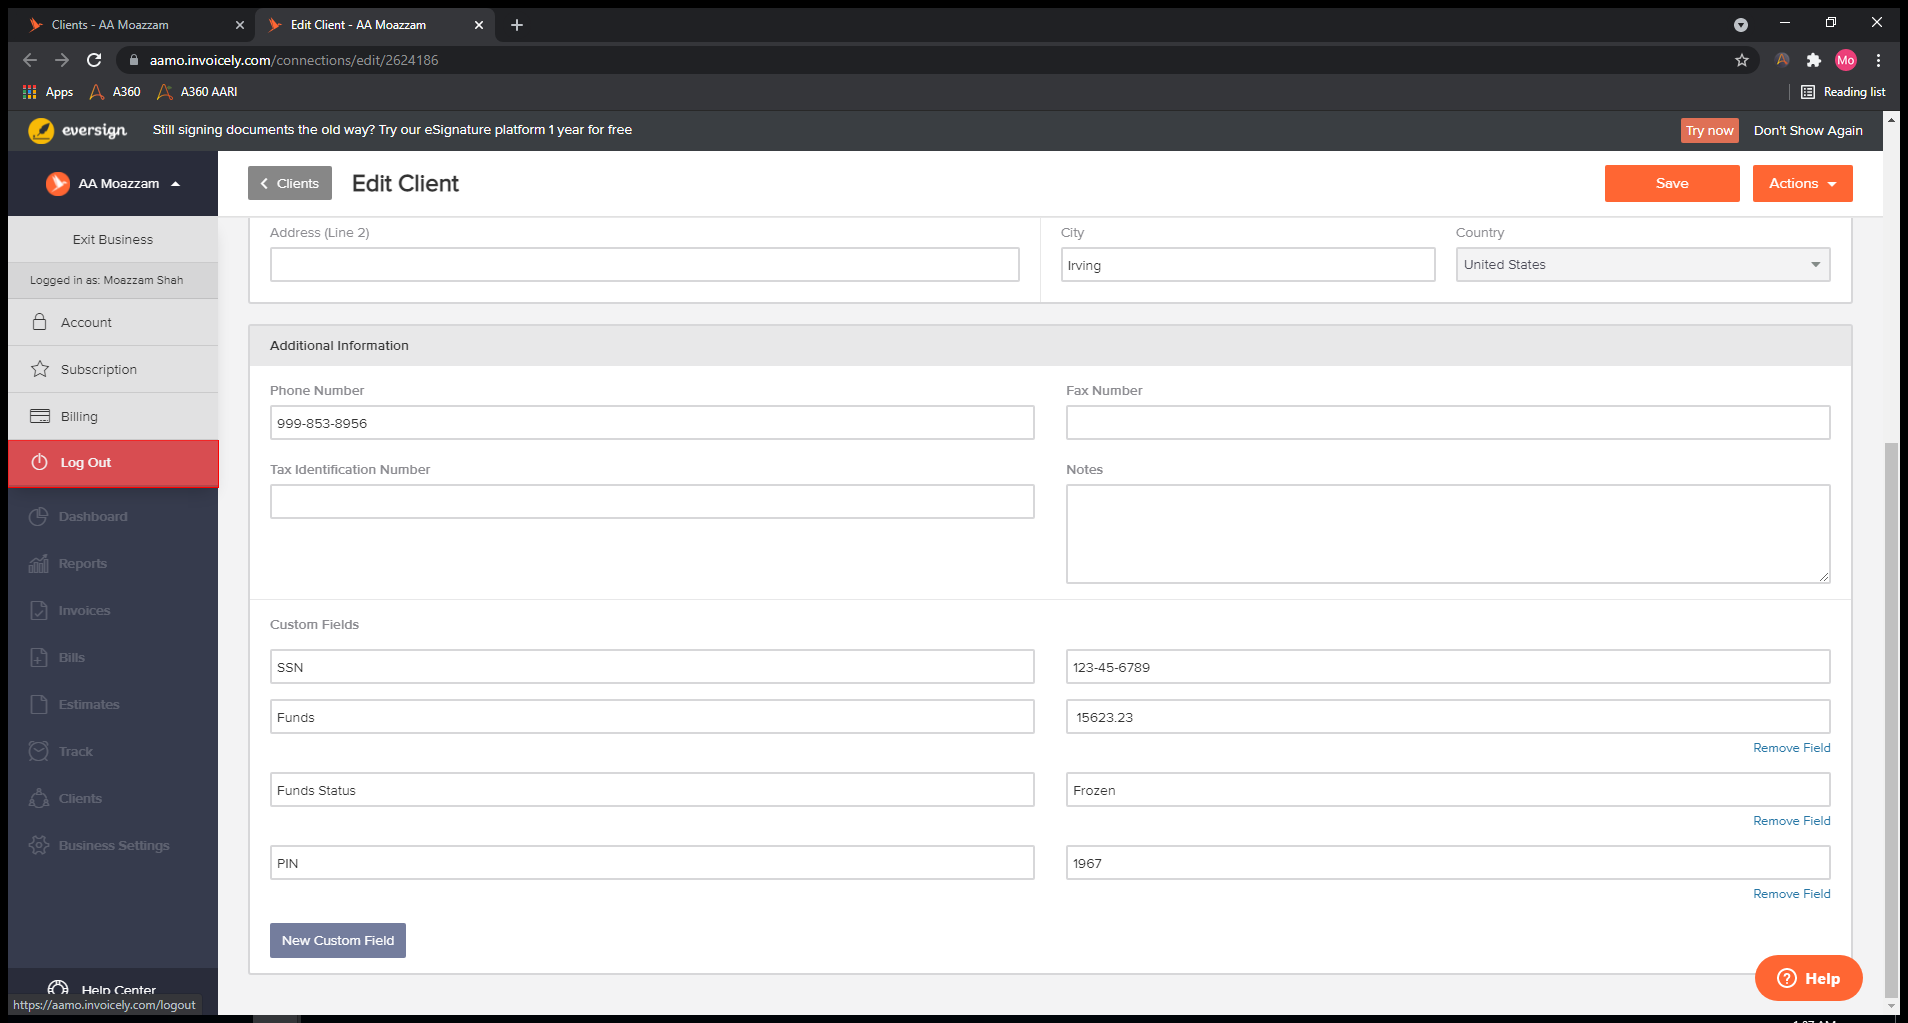 Clients - AA Moazzam
Edit Client - AA Moazzam
aamo.invoicely.com/connections/edit/2624186
Mo
Apps
A360
A360 AARI
Reading list
eversign
Still signing documents the old way? Try our eSignature platform 1 year for free
Try now
Don't Show Again
AA Moazzam
Clients
Edit Client
Save
Actions
Exit Business
Logged in as: Moazzam Shah
Account
Subscription
Billing
Log Out
Dashboard
Reports
Invoices
Bills
Estimates
Track
Clients
Business Settings
Help Center
https://aamo.invoicely.com/logout
Address (Line 2)
City
Country
Irving
United States
Additional Information
Phone Number
Fax Number
999-853-8956
Tax Identification Number
Notes
Custom Fields
SSN
123-45-6789
Funds
15623.23
Remove Field
Funds Status
Frozen
Remove Field
PIN
1967
Remove Field
New Custom Field
Help